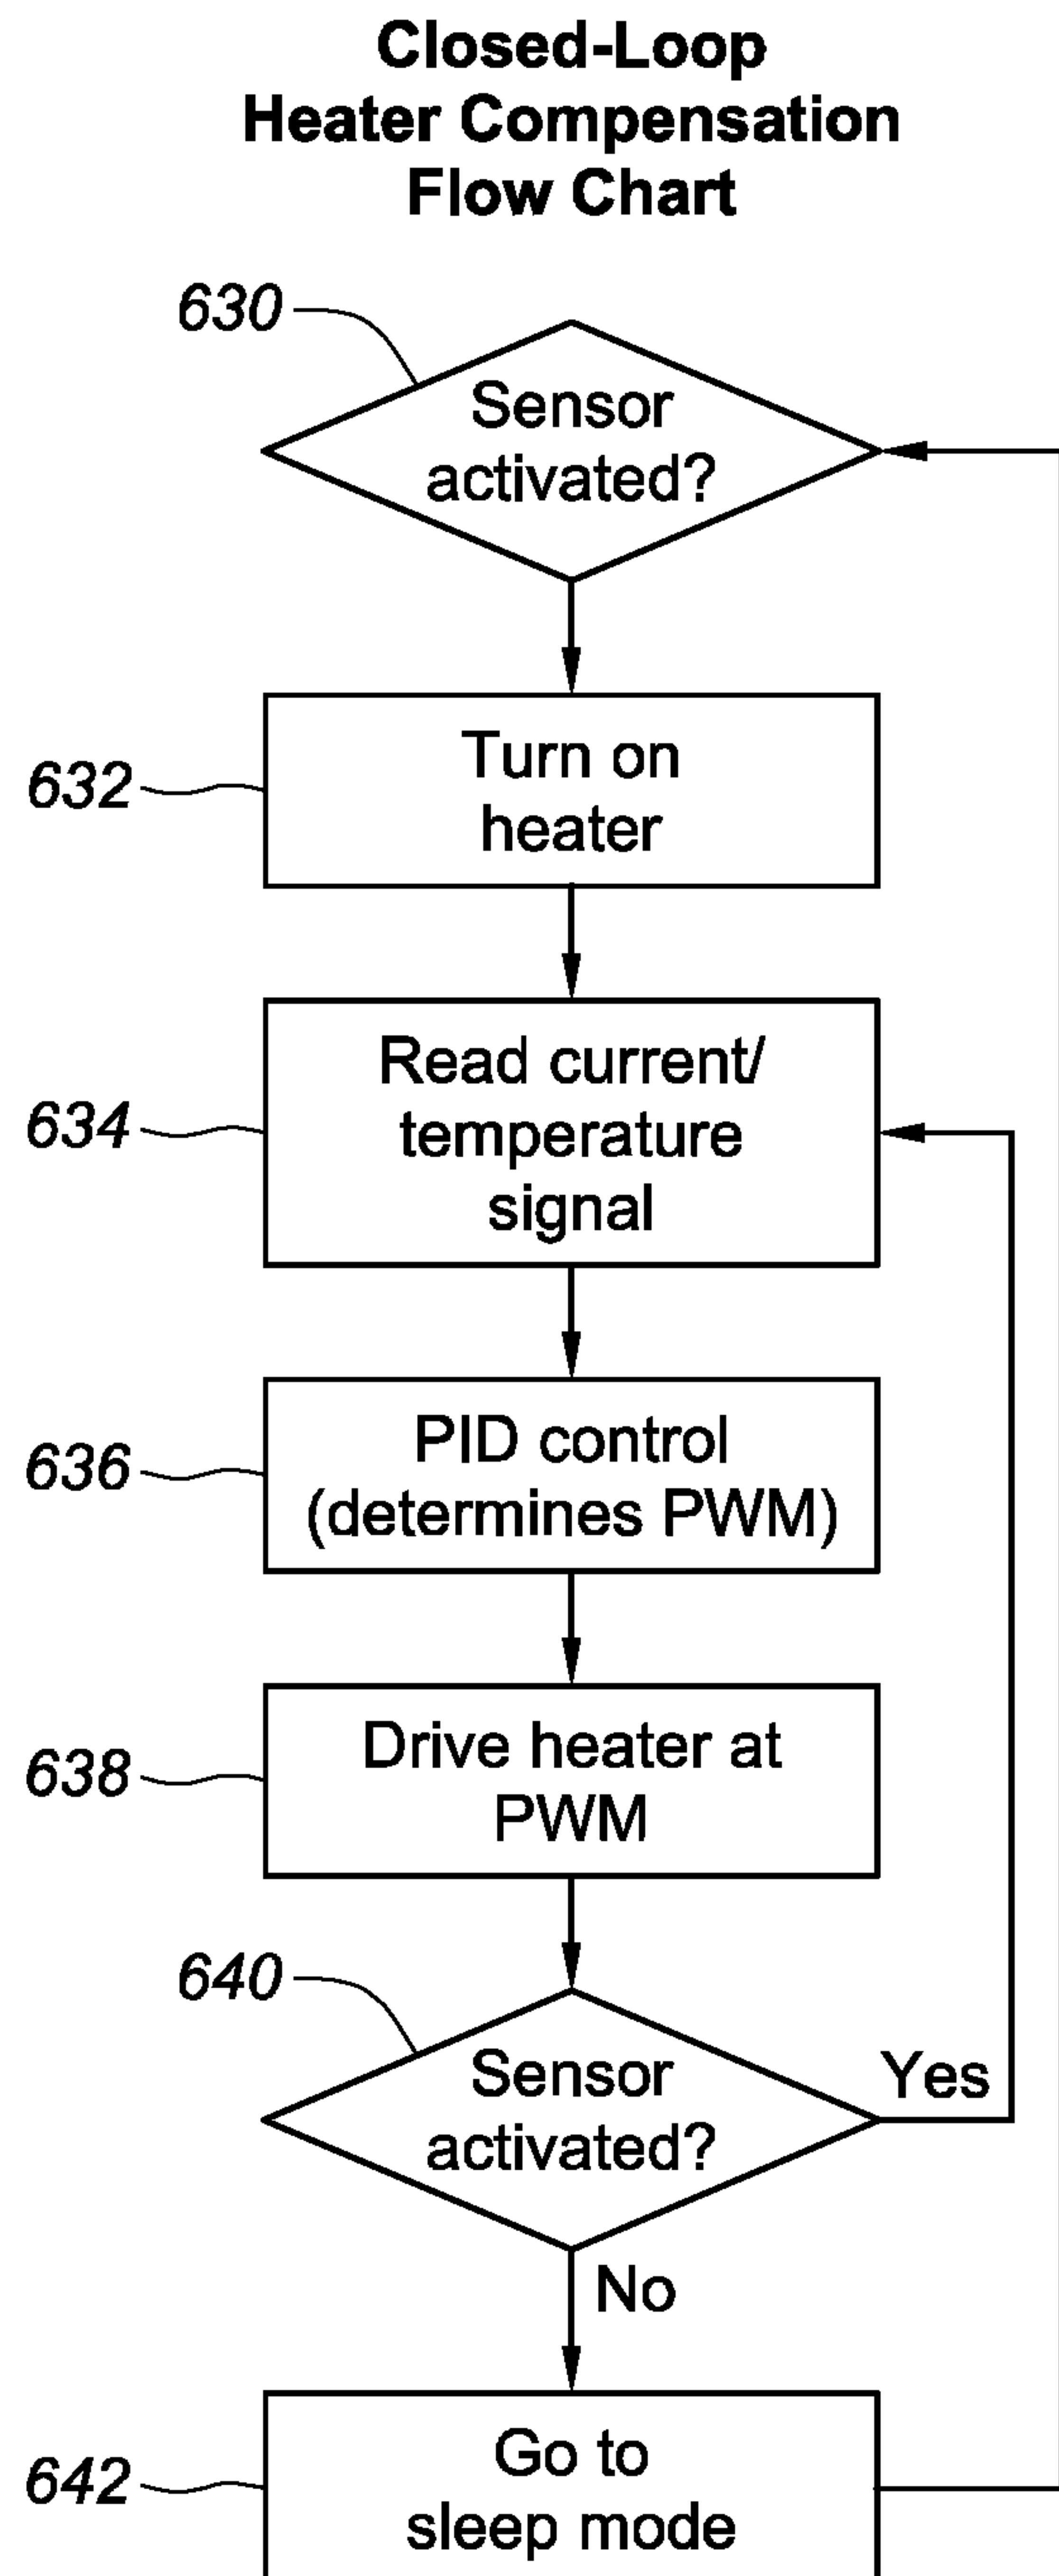 Closed-Loop
Heater Compensation
Flow Chart
630
Sensor
activated?
632
Turn on
heater
634
Read current/
temperature
signal
636
PID control
(determines PWM)
638
Drive heater at
PWM
640
Sensor
activated?
Yes
No
642
Go to
sleep mode